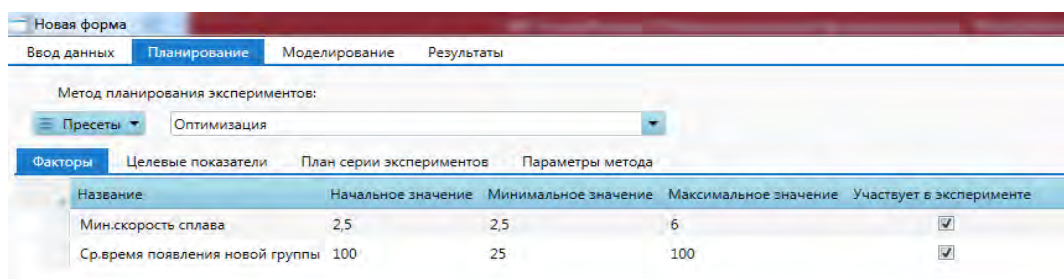 Новая форма
Ввод данных Планирование Моделирование Результаты
Метод планирования экспериментов:
Пресеты Оптимизация
Факторы Целевые показатели План серии экспериментов Параметры метода
Название Начальное значение Минимальное значение Максимальное значение Участвует в эксперименте
Мин.скорость сплава 2,5 2,5 6
Ср.время появления новой группы 100 25 100